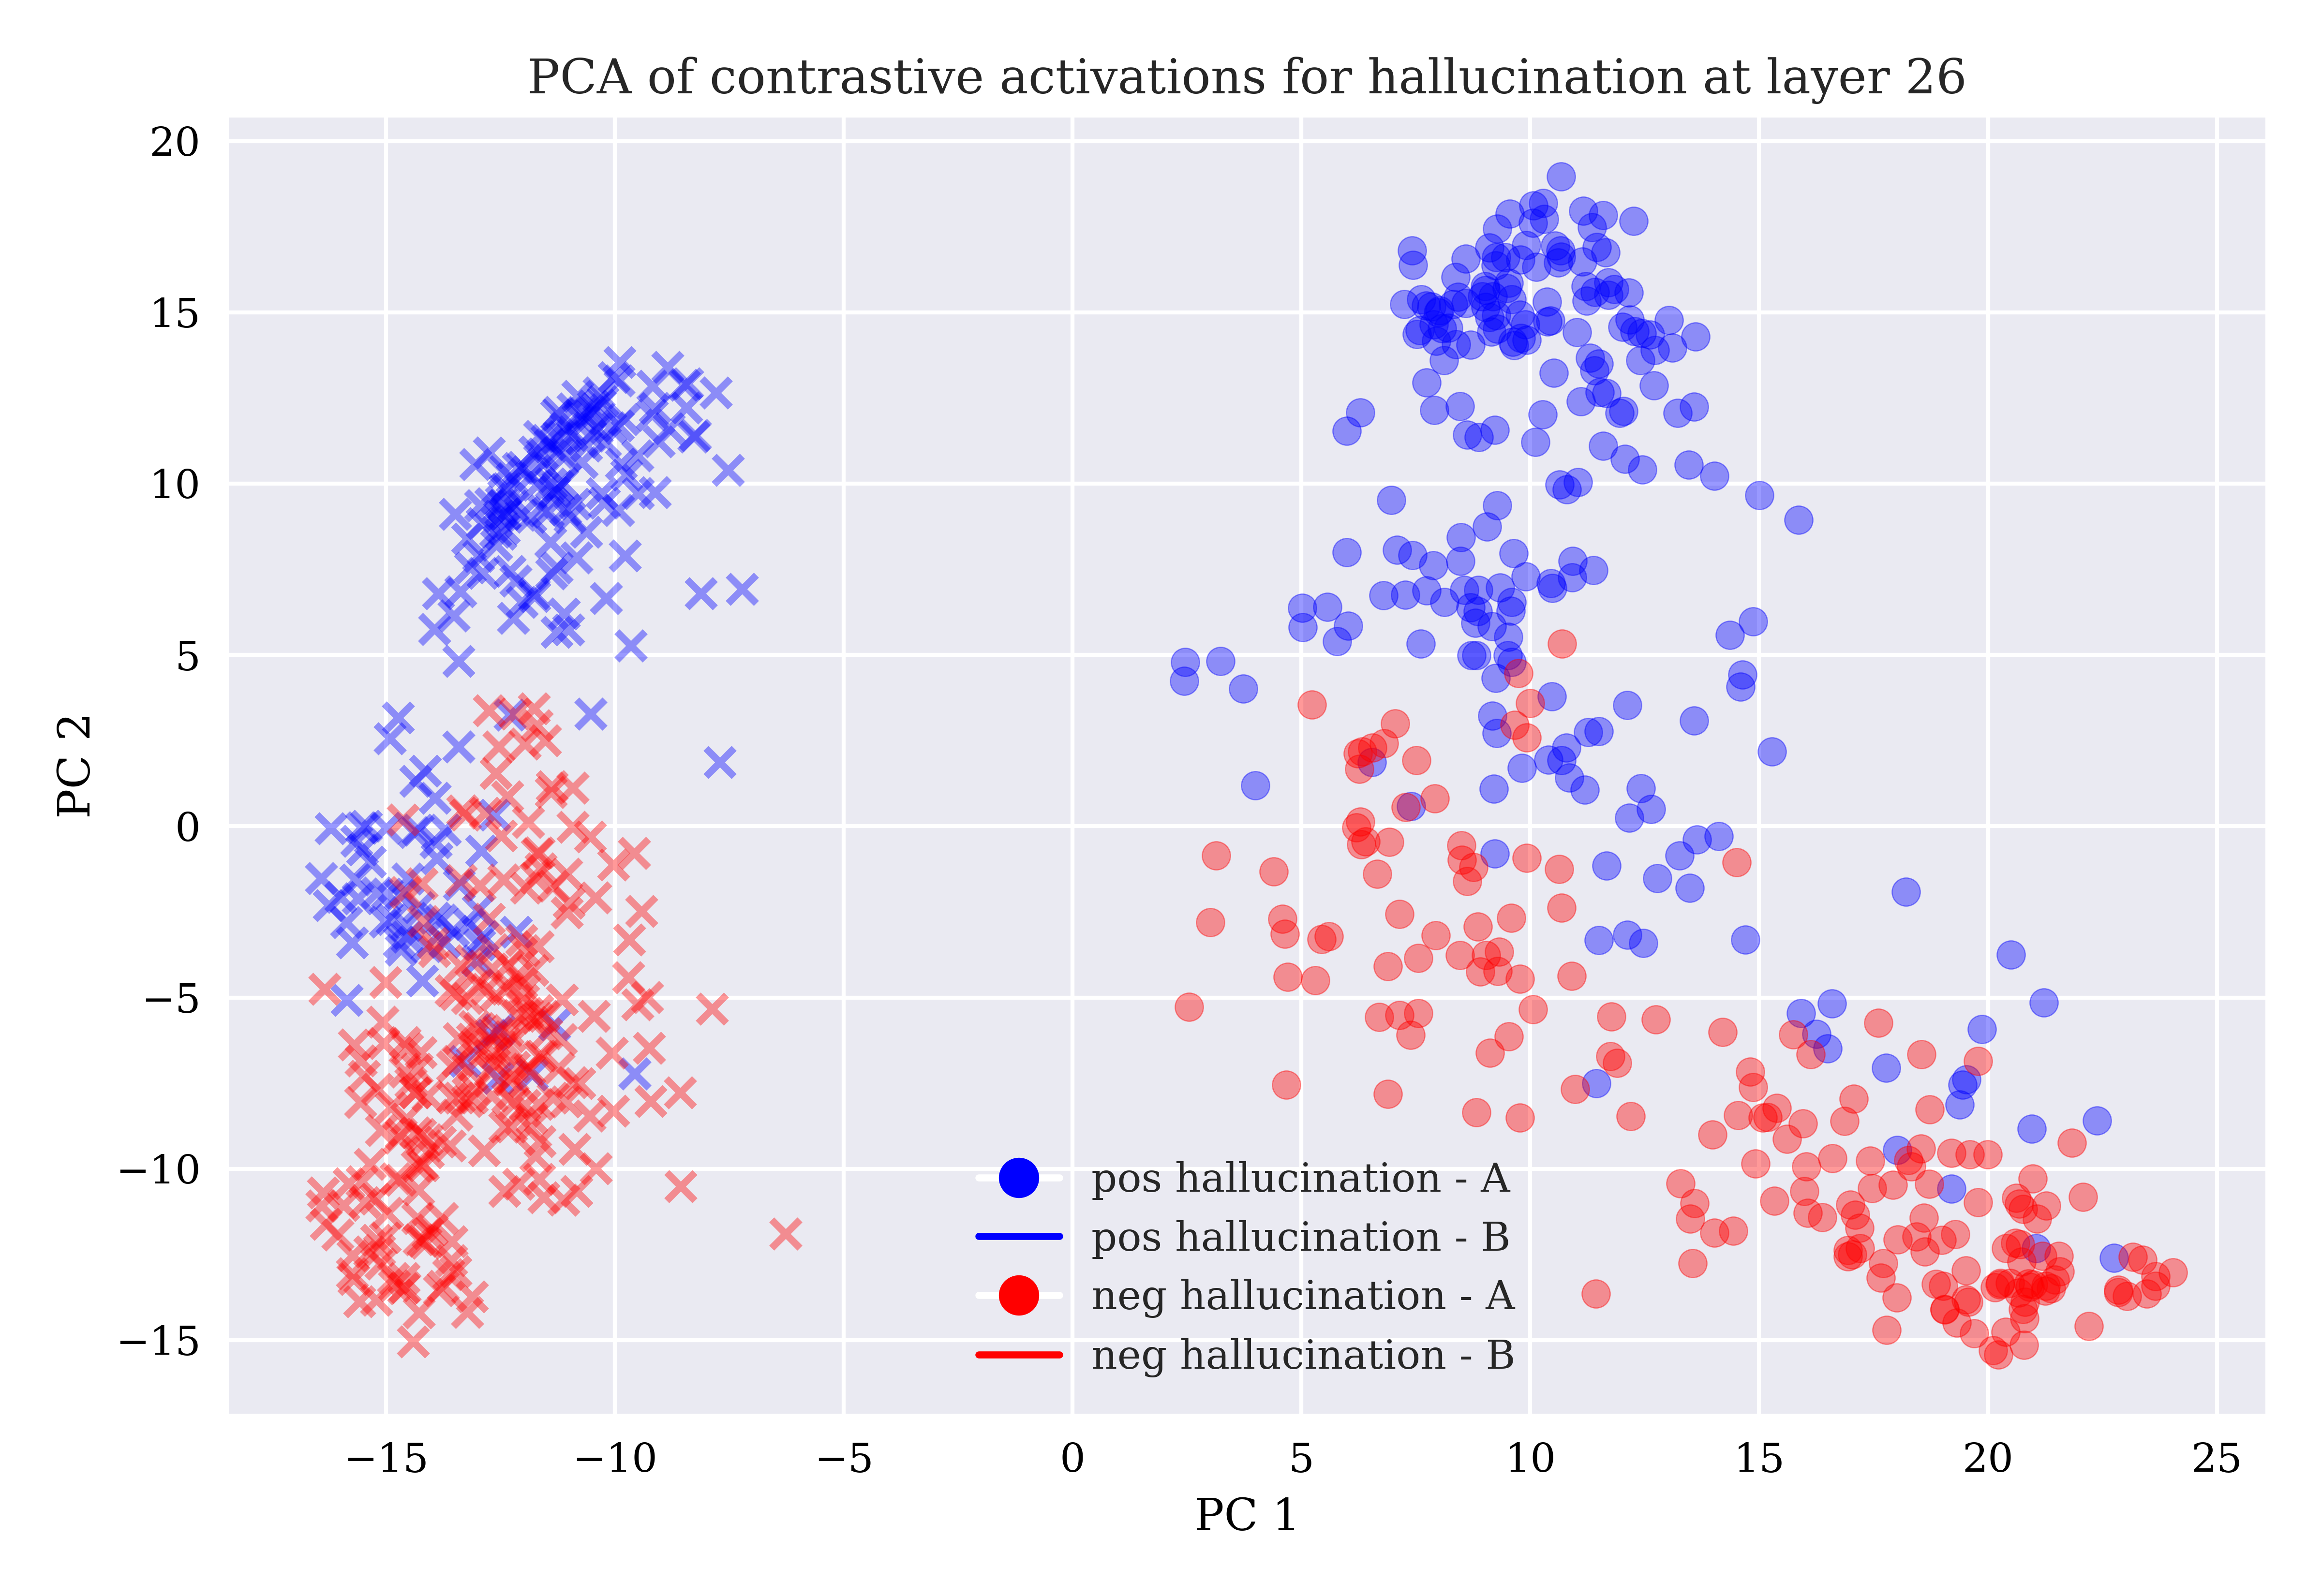 PCA of contrastive activations for hallucination at layer 26
20
15
10
5
0
−5
−10
−15
PC 2
pos hallucination - A
pos hallucination - B
neg hallucination - A
neg hallucination - B
−15 −10 −5 0 5 10 15 20 25
PC 1